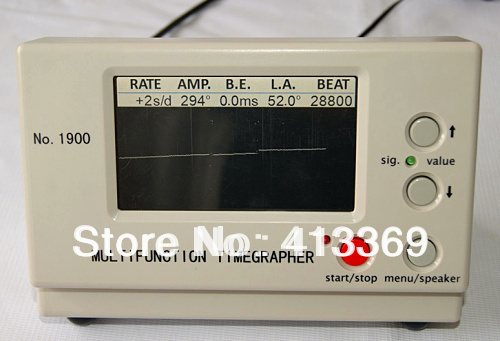 RATE AMP. B.E. L.A. BEAT
+2s/d 294° 0.0ms 52.0° 28800
No. 1900
↑
sig. value
↓
Store No: 413369
MULTIFUNCTION TIMEGRAPHER
start/stop menu/speaker